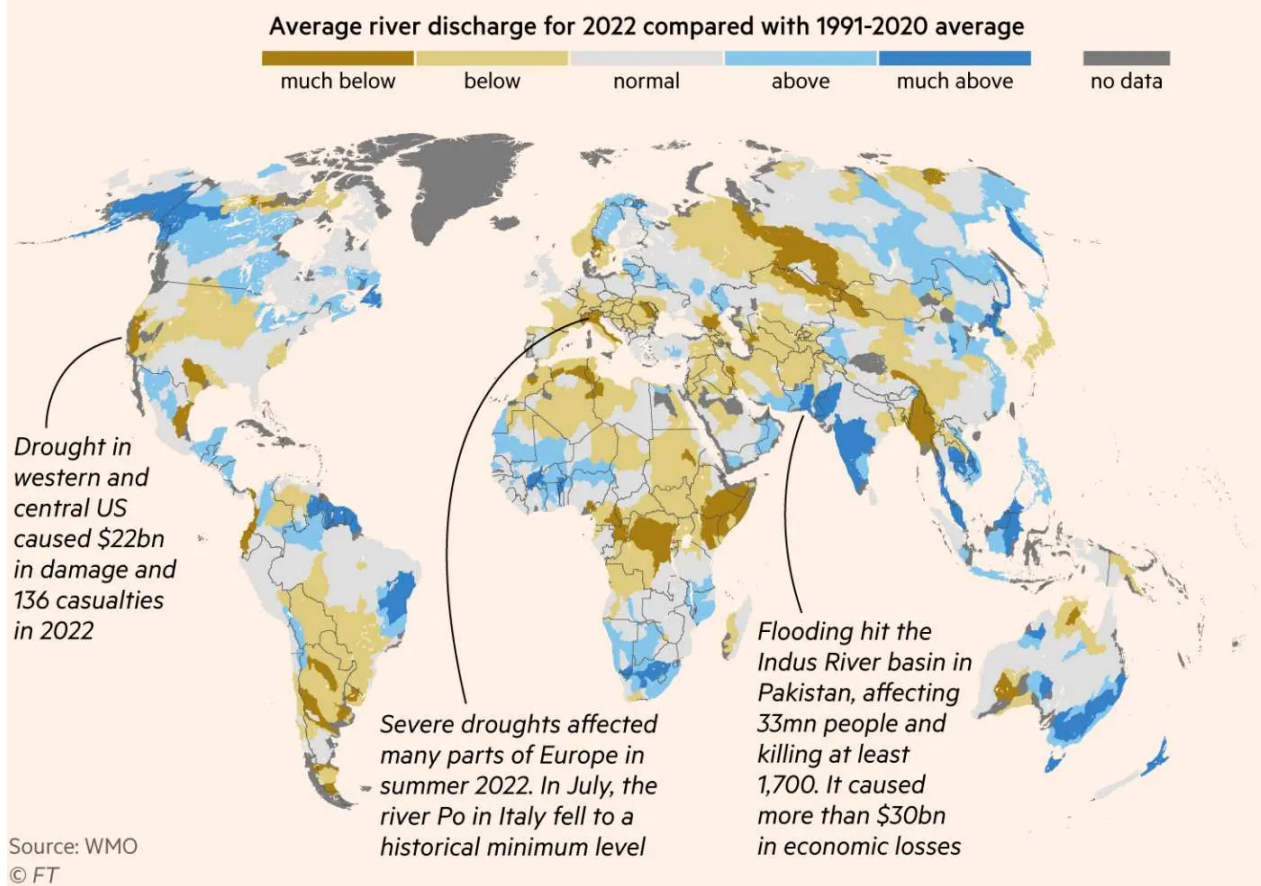 Average river discharge for 2022 compared with 1991-2020 average
much below below normal above much above no data
Drought in
western and
central US
caused $22bn
in damage and
136 casualties
in 2022
Severe droughts affected
many parts of Europe in
summer 2022. In July, the
river Po in Italy fell to a
historical minimum level
Flooding hit the
Indus River basin in
Pakistan, affecting
33mn people and
killing at least
1,700. It caused
more than $30bn
in economic losses
Source: WMO
© FT